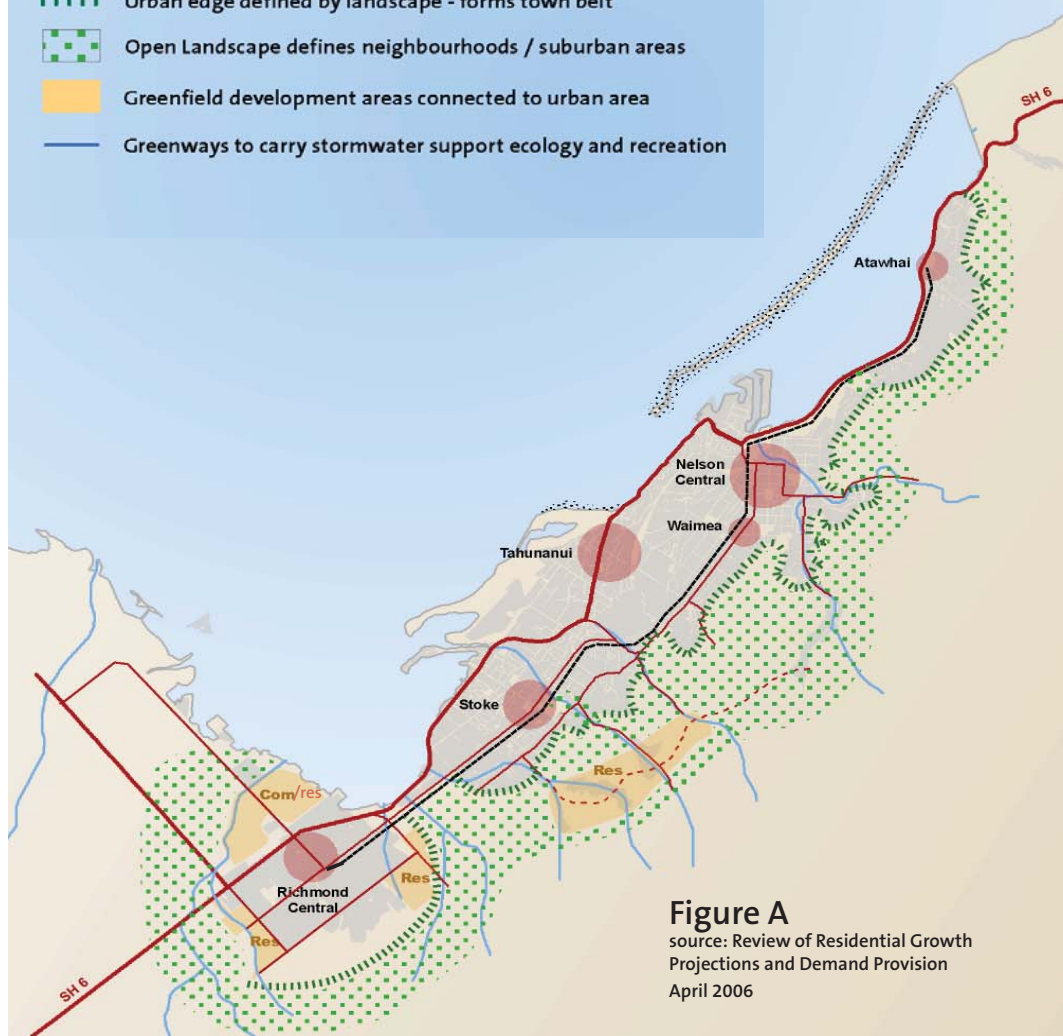 Urban edge defined by landscape - forms town belt
Open Landscape defines neighbourhoods / suburban areas
Greenfield development areas connected to urban area
Greenways to carry stormwater support ecology and recreation
SH 6
Atawhai
Nelson
Central
Waimea
Tahunanui
Stoke
Res
Com/res
Res
Richmond
Central
Res
SH 6
Figure A
source: Review of Residential Growth
Projections and Demand Provision
April 2006